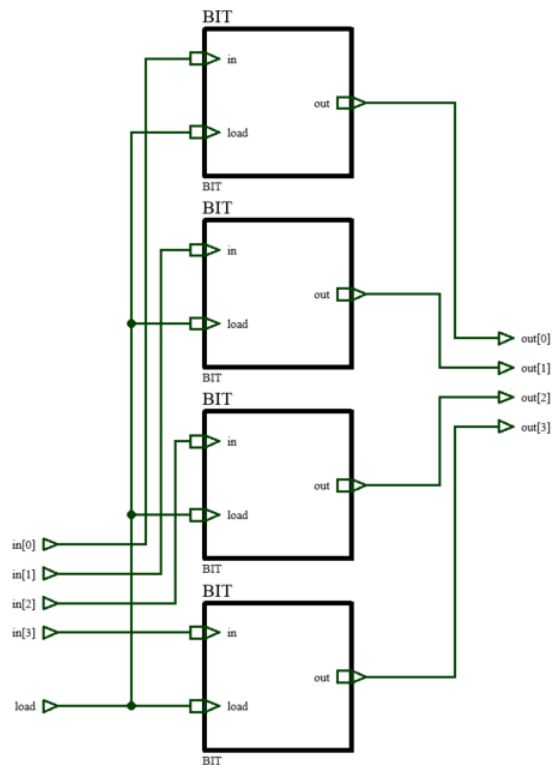 BIT
in
out
load
BIT
BIT
in
out
load
BIT
BIT
in
out
load
BIT
BIT
in
out
load
BIT
in[0]
in[1]
in[2]
in[3]
load
out[0]
out[1]
out[2]
out[3]